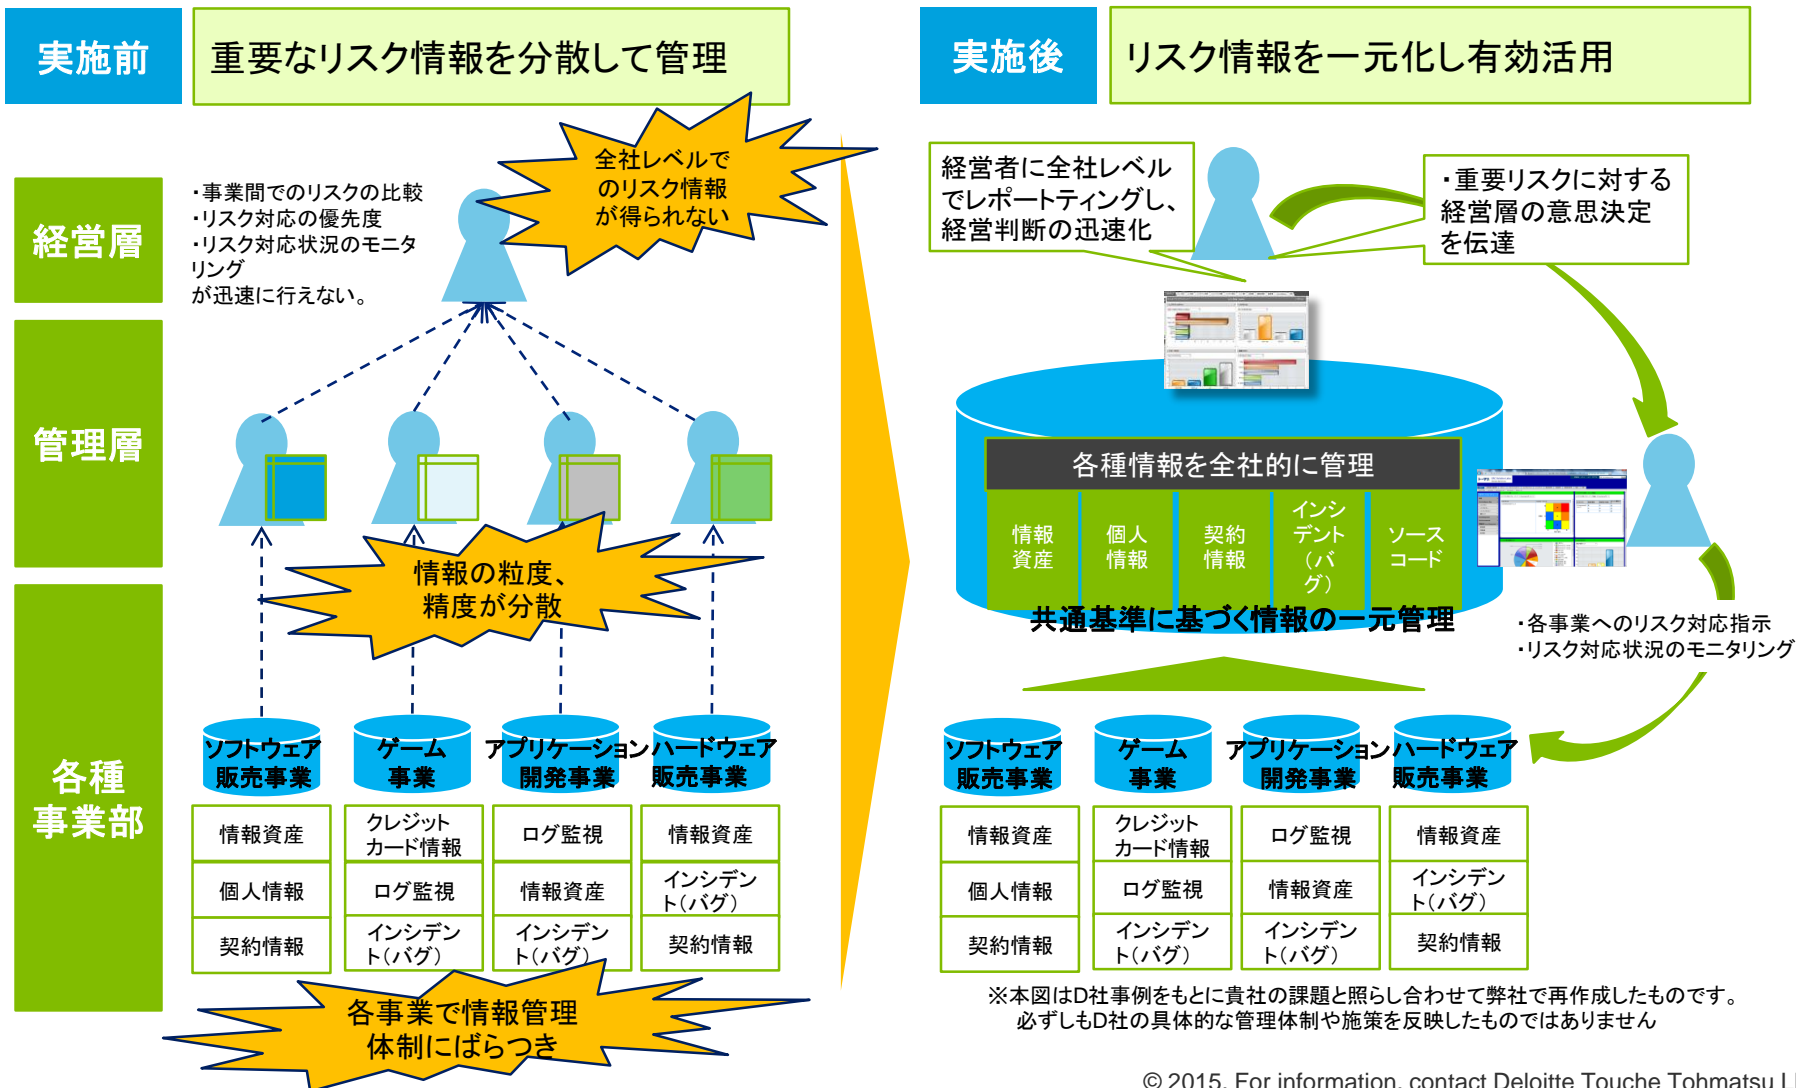 実施前
重要なリスク情報を分散して管理
実施後
リスク情報を一元化し有効活用
経営層
・事業間でのリスクの比較
・リスク対応の優先度
・リスク対応状況のモニタ
リング
が迅速に行えない。
全社レベルで
のリスク情報
が得られない
管理層
情報の粒度、
精度が分散
各種
事業部
ソフトウェア
販売事業
ゲーム
事業
アプリケーション
開発事業
ハードウェア
販売事業
情報資産
個人情報
契約情報
クレジット
カード情報
ログ監視
インシデン
ト(バグ)
ログ監視
情報資産
インシデン
ト(バグ)
情報資産
インシデン
ト(バグ)
契約情報
各事業で情報管理
体制にばらつき
経営者に全社レベル
でレポートティングし、
経営判断の迅速化
・重要リスクに対する
経営層の意思決定
を伝達
各種情報を全社的に管理
情報
資産
個人
情報
契約
情報
インシ
デント
(バ
グ)
ソース
コード
共通基準に基づく情報の一元管理
・各事業へのリスク対応指示
・リスク対応状況のモニタリング
ソフトウェア
販売事業
ゲーム
事業
アプリケーション
開発事業
ハードウェア
販売事業
情報資産
個人情報
契約情報
クレジット
カード情報
ログ監視
インシデン
ト(バグ)
ログ監視
情報資産
インシデン
ト(バグ)
情報資産
インシデン
ト(バグ)
契約情報
※本図はD社事例をもとに貴社の課題と照らし合わせて弊社で再作成したものです。
必ずしもD社の具体的な管理体制や施策を反映したものではありません
© 2015. For information, contact Deloitte Touche Tohmatsu